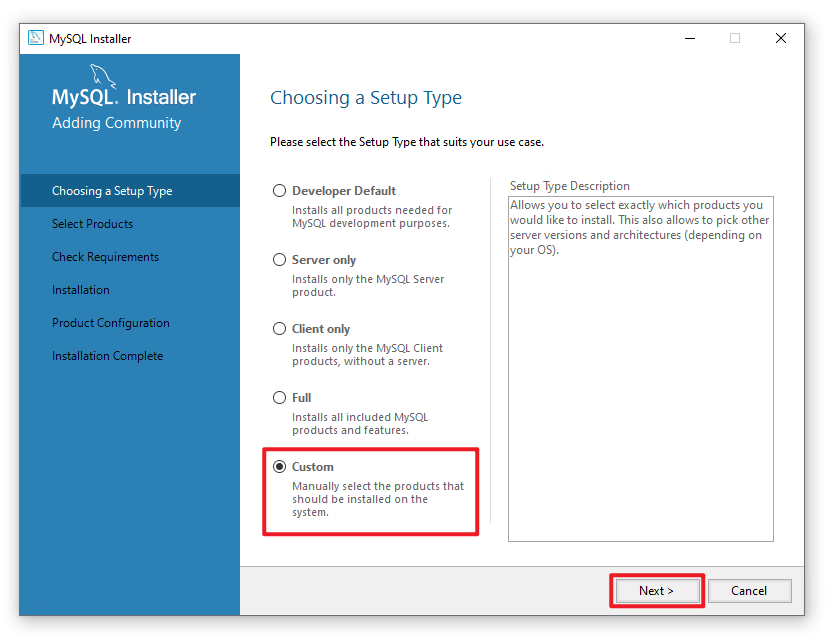 MySQL Installer
MySQL. Installer
Adding Community
Choosing a Setup Type
Select Products
Check Requirements
Installation
Product Configuration
Installation Complete
Choosing a Setup Type
Please select the Setup Type that suits your use case.
Developer Default
Installs all products needed for
MySQL development purposes.
Server only
Installs only the MySQL Server
product.
Client only
Installs only the MySQL Client
products, without a server.
Full
Installs all included MySQL
products and features.
Custom
Manually select the products that
should be installed on the
system.
Setup Type Description
Allows you to select exactly which products you
would like to install. This also allows to pick other
server versions and architectures (depending on
your OS).
Next >
Cancel